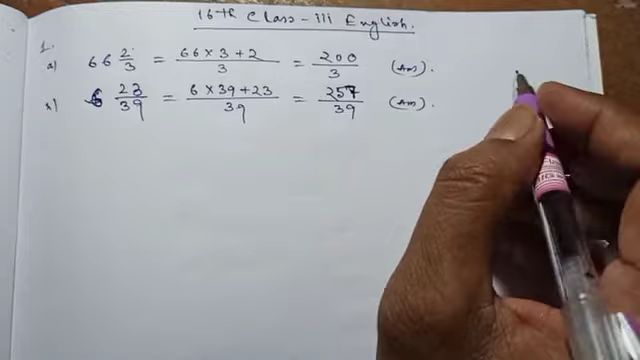 16th Class-III English.
1.
a) 66 2/3 = (66 × 3 + 2)/3 = 200/3 (Ans).
x) 6 23/39 = (6 × 39 + 23)/39 = 257/39 (Ans).